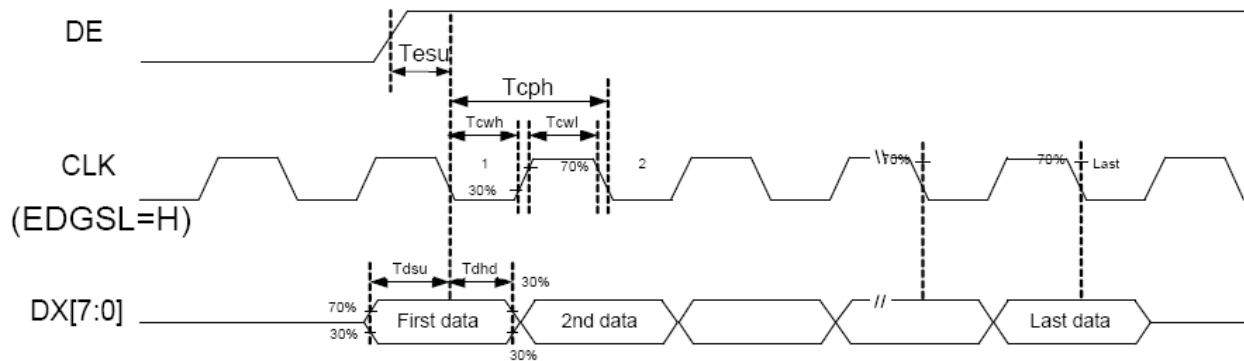 DE
Tesu
Tcph
Tcwh Tcwl
CLK 1 70% 2 // 70% 70% Last
30%
(EDGSL=H)
Tdsu Tdhd
30%
70%
DX[7:0] First data 2nd data // Last data
30%
30%